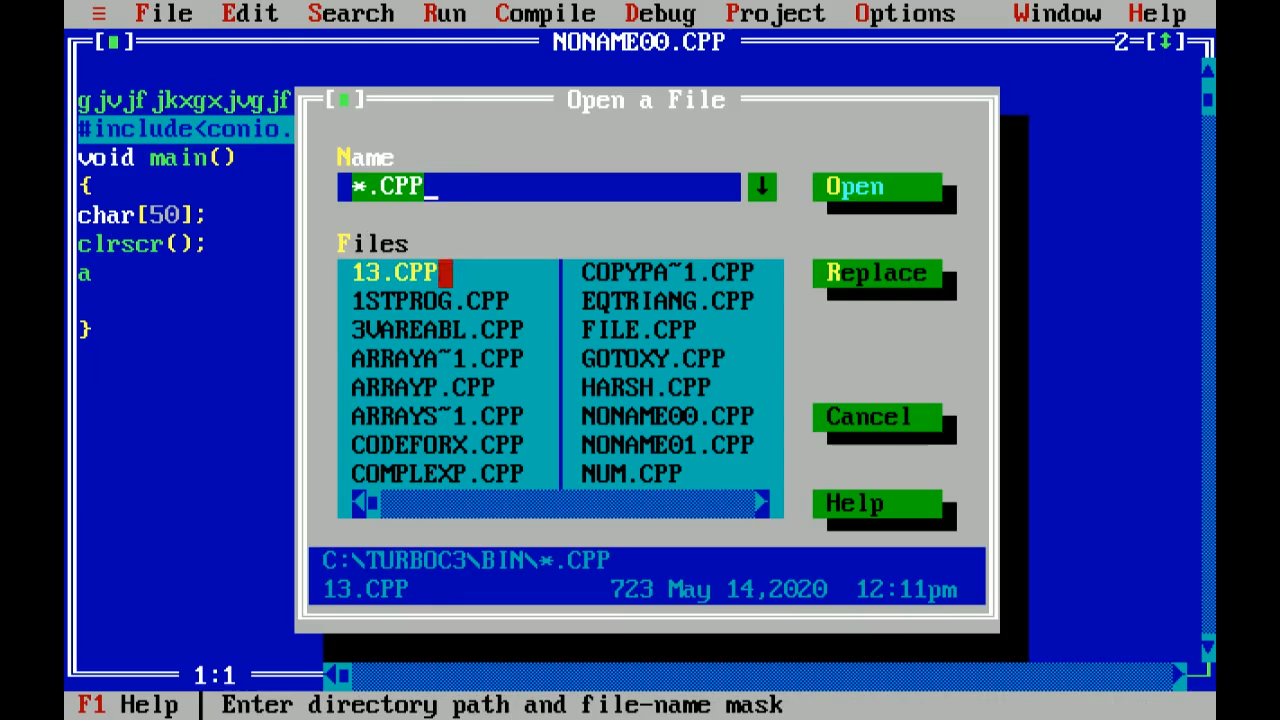 ≡ File Edit Search Run Compile Debug Project Options Window Help
[■] NONAME00.CPP 2=[↕]
gjvjfjkxgxjvgjf
#include<conio.
void main()
{
char[50];
clrscr();
a
}
[■] Open a File
Name
*.CPP_ ↓ Open
Files
13.CPP COPYPA~1.CPP Replace
1STPROG.CPP EQTRIANG.CPP
3VAREABL.CPP FILE.CPP
ARRAYA~1.CPP GOTOXY.CPP
ARRAYP.CPP HARSH.CPP
ARRAYS~1.CPP NONAME00.CPP Cancel
CODEFORX.CPP NONAME01.CPP
COMPLEXP.CPP NUM.CPP
Help
C:\TURBOC3\BIN\*.CPP
13.CPP 723 May 14,2020 12:11pm
1:1
F1 Help | Enter directory path and file-name mask